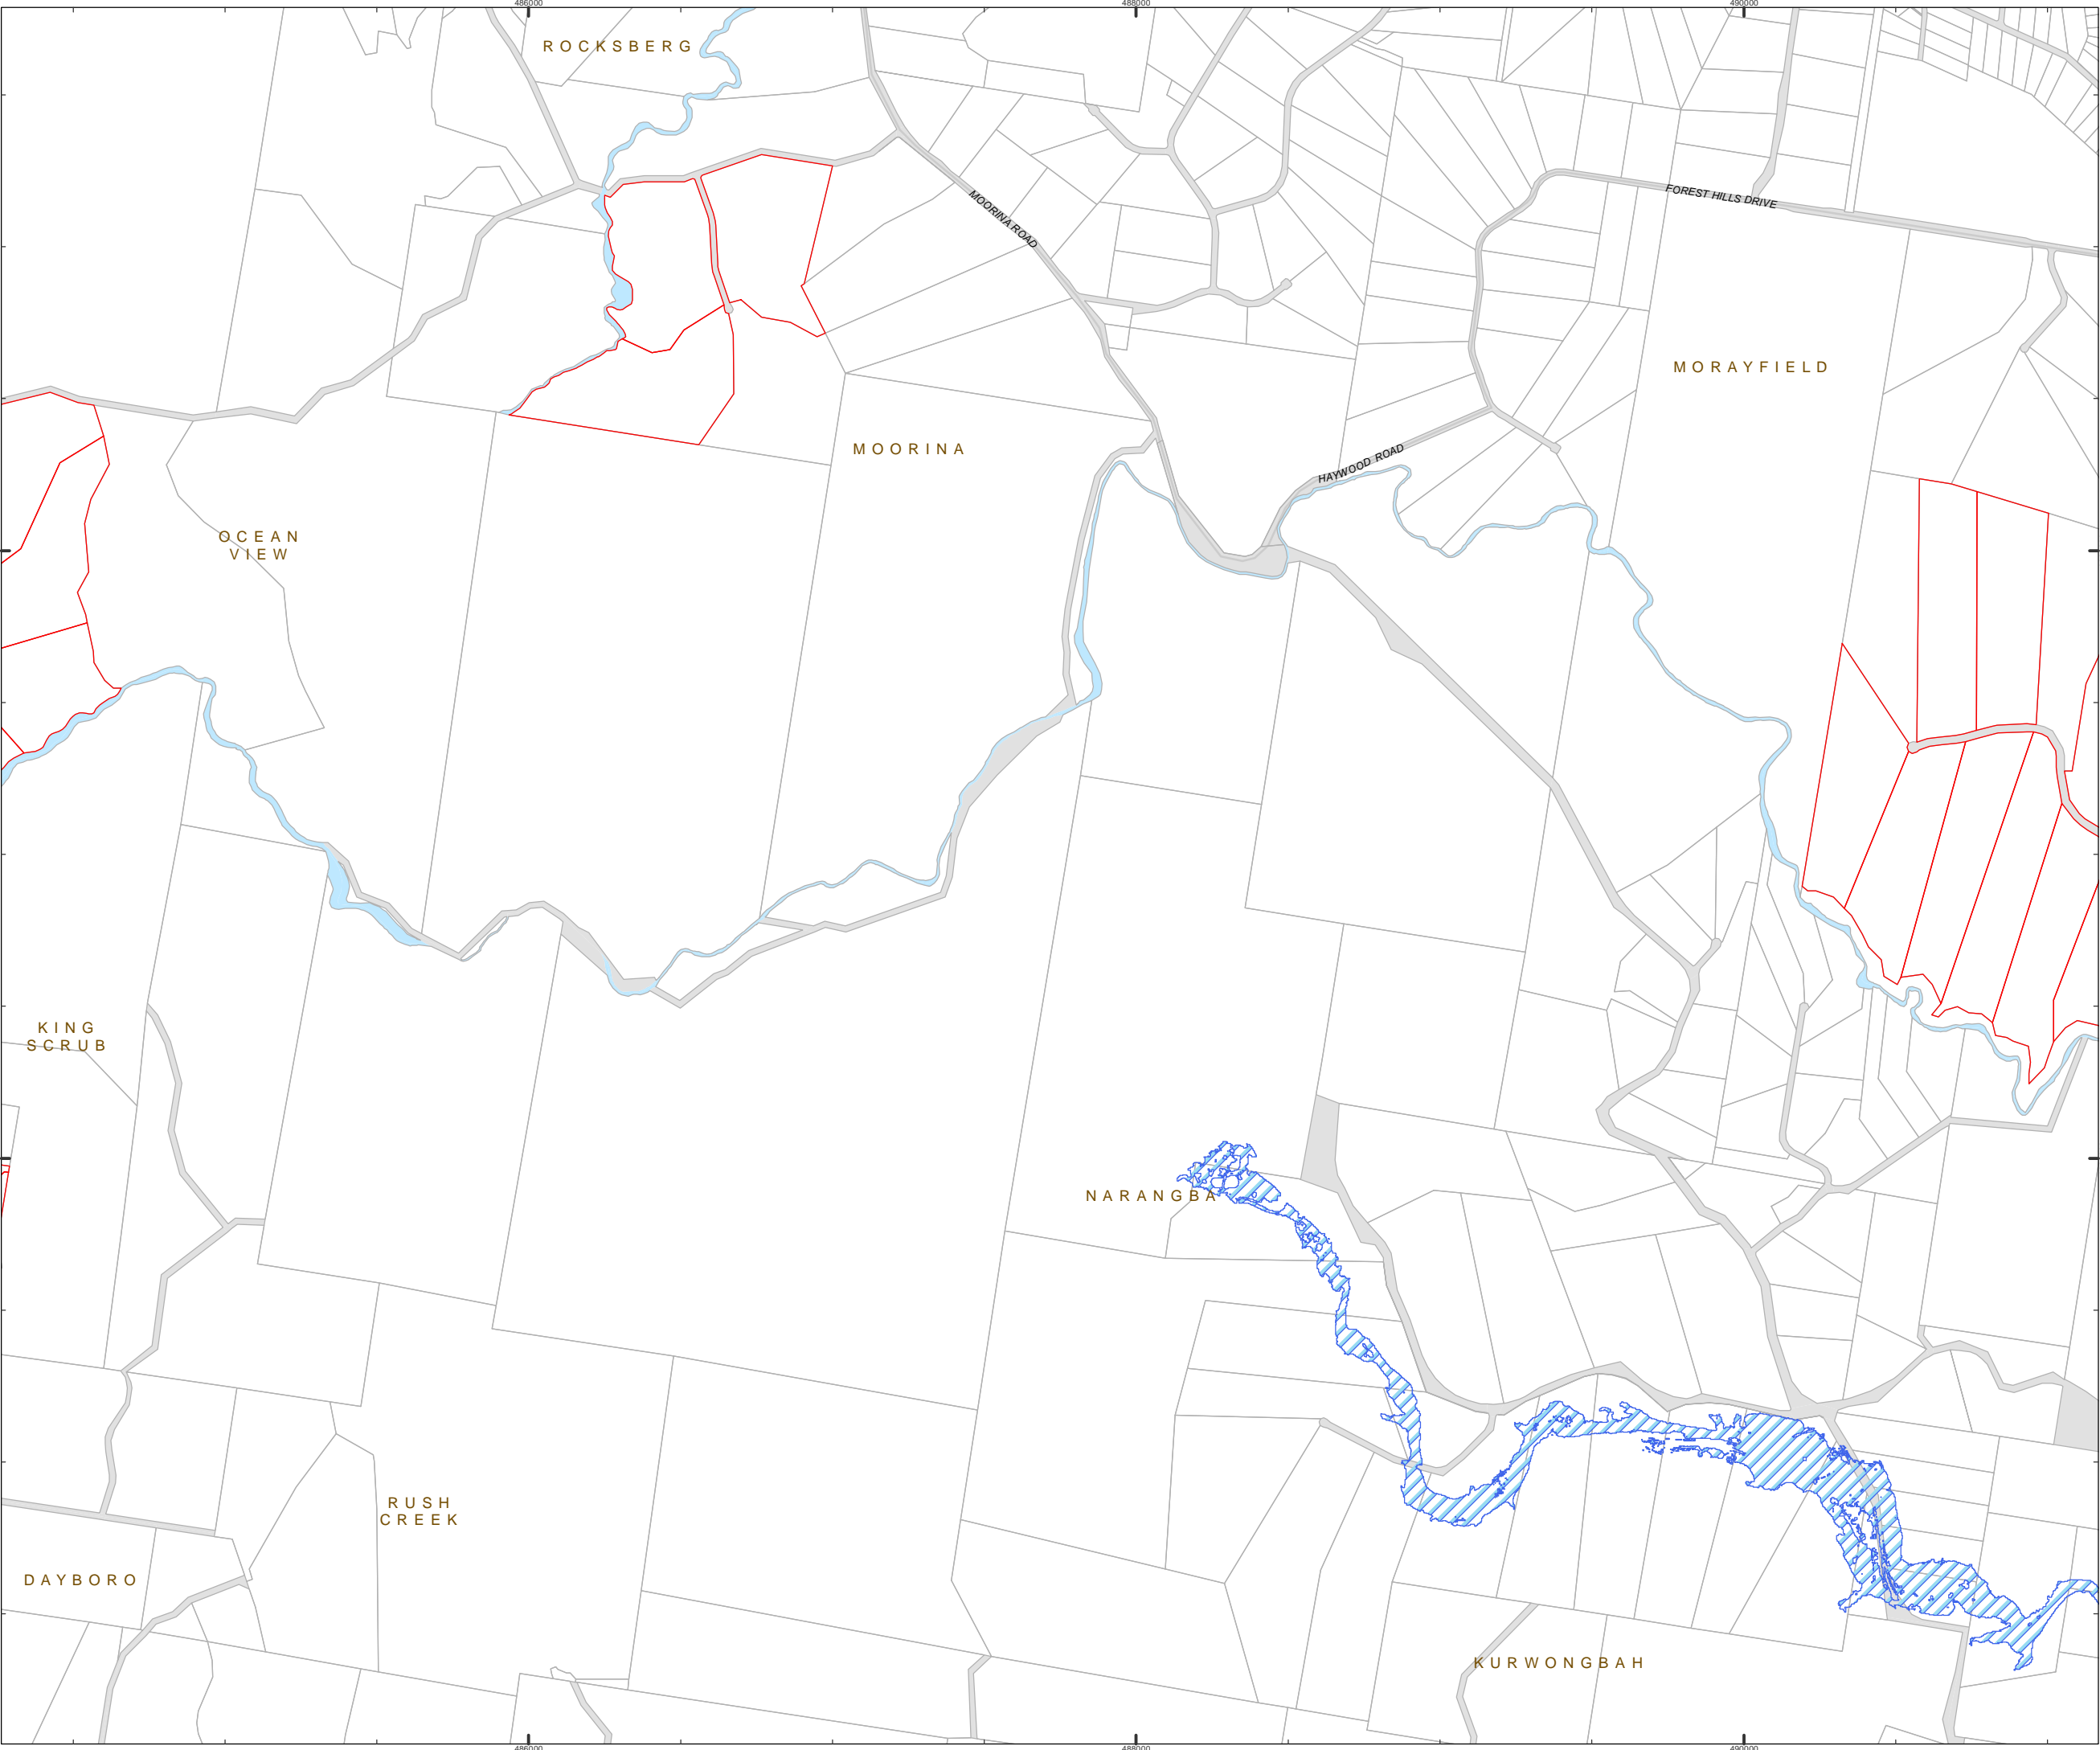 486000
488000
490000
ROCKSBERG
MOORINA ROAD
FOREST HILLS DRIVE
MORAYFIELD
MOORINA
HAYWOOD ROAD
OCEAN
VIEW
KING
SCRUB
NARANGBA
RUSH
CREEK
DAYBORO
KURWONGBAH
486000
488000
490000